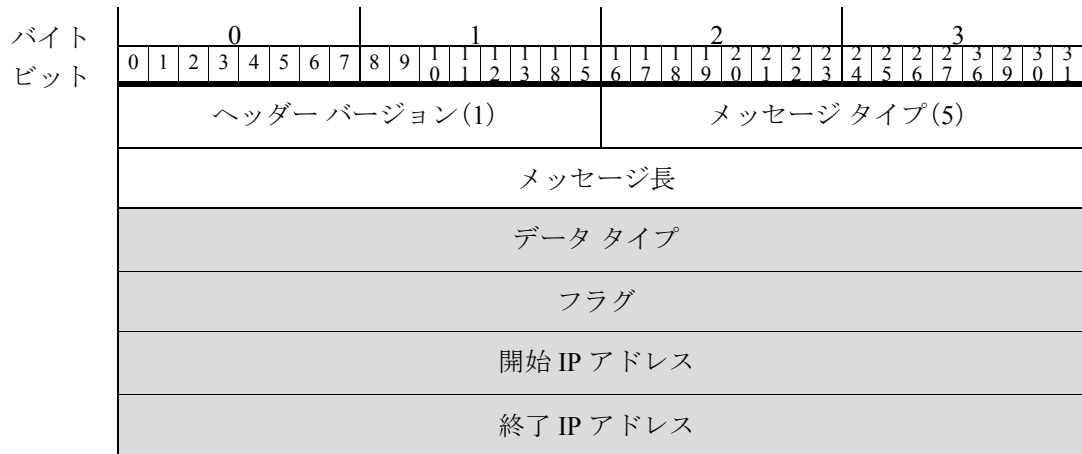 バイト 0 1 2 3
ビット 0 1 2 3 4 5 6 7 8 9 10 11 12 13 18 15 16 17 18 19 20 21 22 23 24 25 26 27 36 29 30 31
ヘッダー バージョン(1) メッセージ タイプ(5)
メッセージ長
データ タイプ
フラグ
開始 IP アドレス
終了 IP アドレス